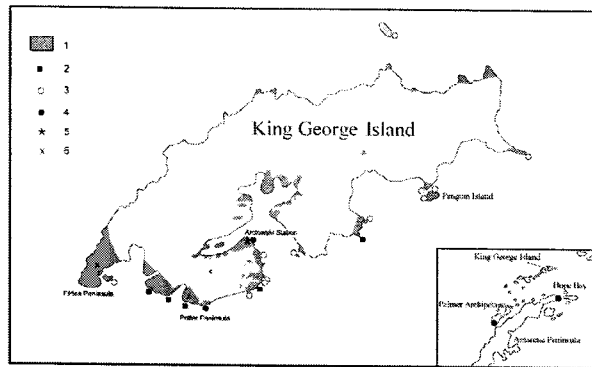 1
2
3
4
5
6
King George Island
Penguin Island
Arctowski Station
Fildes Peninsula
Potter Peninsula
King George Island
Hope Bay
Palmer Archipelago
Antarctic Peninsula